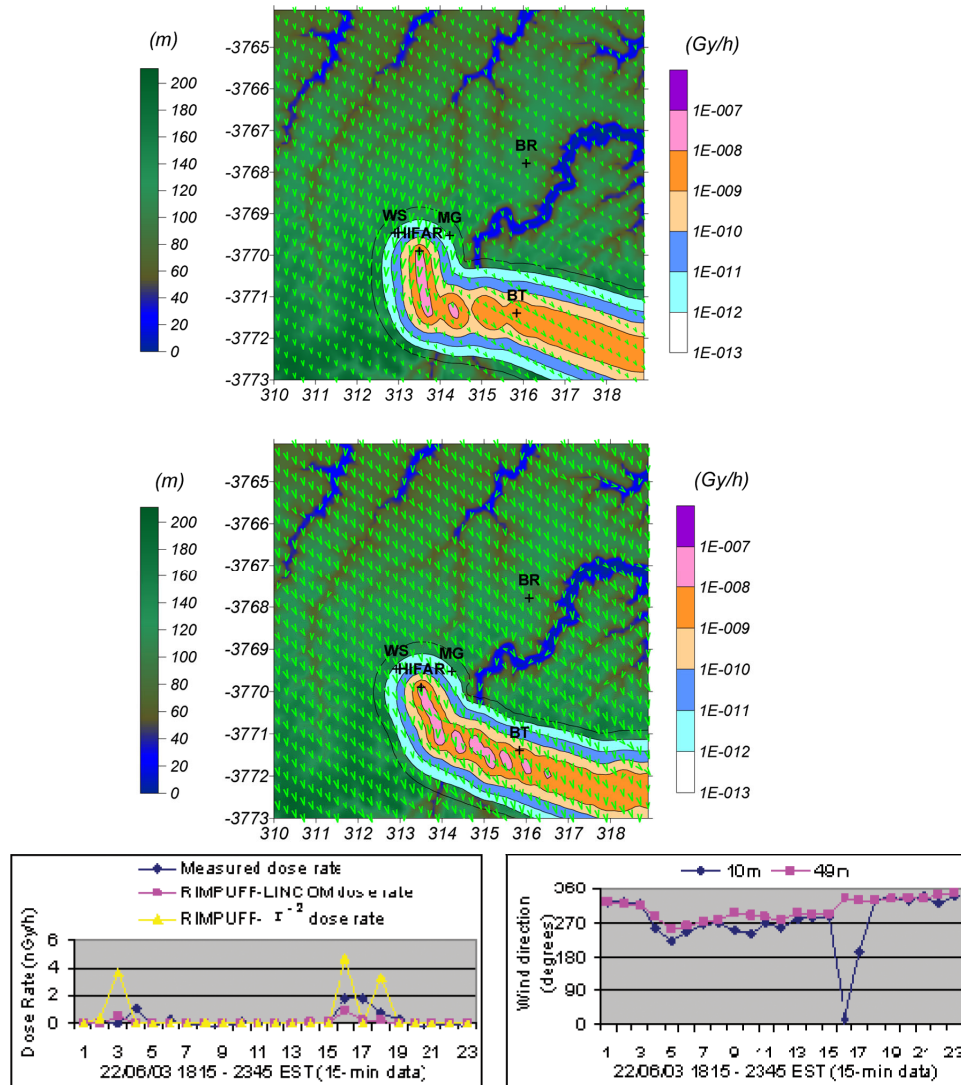 (m)
200
180
160
140
120
100
80
60
40
20
0
-3765
-3766
-3767
-3768
-3769
-3770
-3771
-3772
-3773
310 311 312 313 314 315 316 317 318
BR
WS
MG
HIFAR
BT
(Gy/h)
1E-007
1E-008
1E-009
1E-010
1E-011
1E-012
1E-013
(m)
200
180
160
140
120
100
80
60
40
20
0
-3765
-3766
-3767
-3768
-3769
-3770
-3771
-3772
-3773
310 311 312 313 314 315 316 317 318
BR
WS
MG
HIFAR
BT
(Gy/h)
1E-007
1E-008
1E-009
1E-010
1E-011
1E-012
1E-013
Measured dose rate
RIMPUFF-LINCOM dose rate
RIMPUFF- r⁻² dose rate
Dose Rate (nGy/h)
6
4
2
0
1 3 5 7 9 11 13 15 17 19 21 23
22/06/03 1815 - 2345 EST (15-min data)
10m 49m
Wind direction
(degrees)
360
270
180
90
0
1 3 5 7 9 11 13 15 17 19 21 23
22/06/03 1815 - 2345 EST (15-min data)